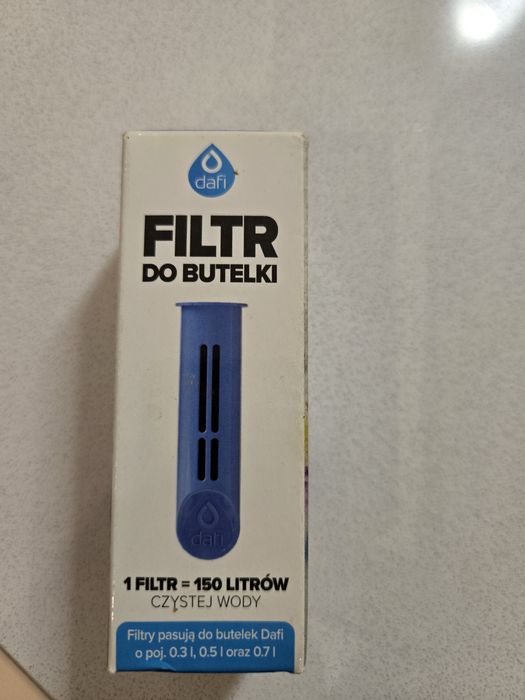 dafi
FILTR
DO BUTELKI
dafi
1 FILTR = 150 LITRÓW
CZYSTEJ WODY
Filtry pasują do butelek Dafi
o poj. 0.3 l, 0.5 l oraz 0.7 l